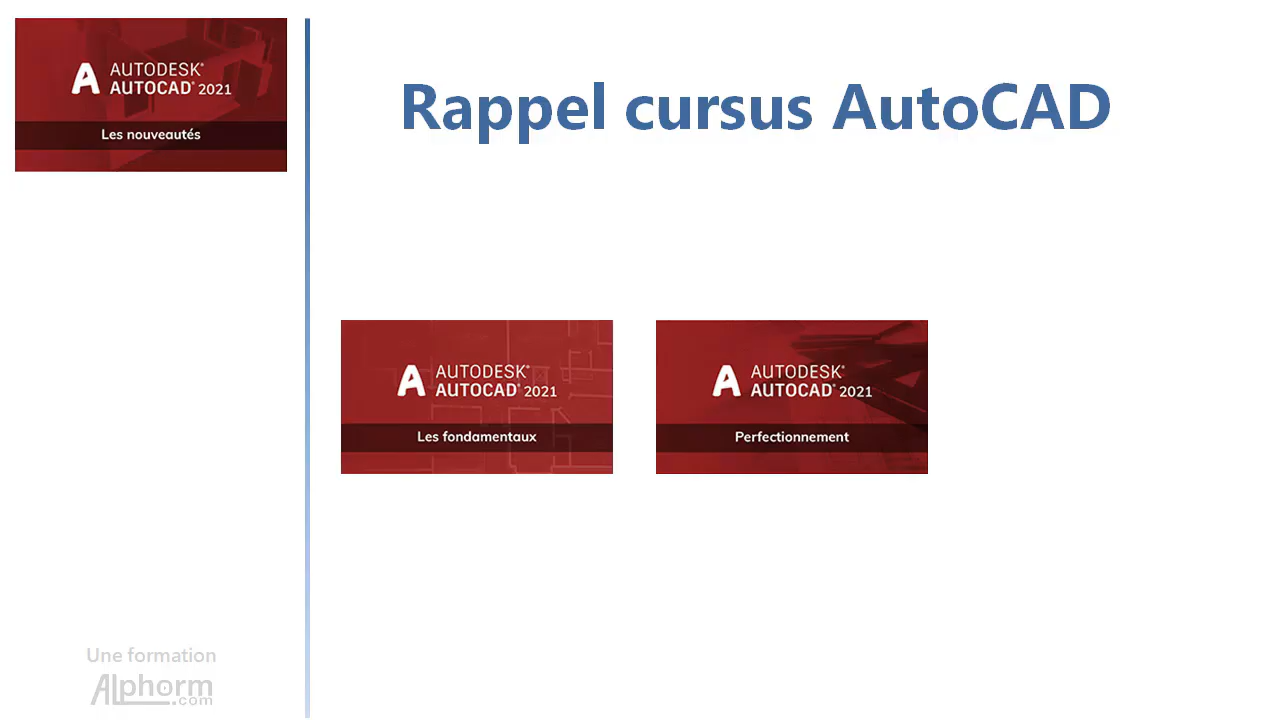 AUTODESK®
AUTOCAD® 2021
Les nouveautés
Rappel cursus AutoCAD
AUTODESK®
AUTOCAD® 2021
Les fondamentaux
AUTODESK®
AUTOCAD® 2021
Perfectionnement
Une formation
Alphorm
.com